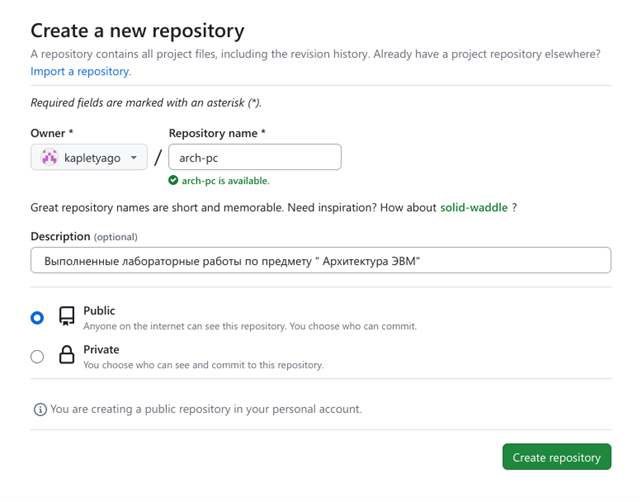 Create a new repository
A repository contains all project files, including the revision history. Already have a project repository elsewhere?
Import a repository.
Required fields are marked with an asterisk (*).
Owner * Repository name *
kapletyago / arch-pc
arch-pc is available.
Great repository names are short and memorable. Need inspiration? How about solid-waddle ?
Description (optional)
Выполненные лабораторные работы по предмету " Архитектура ЭВМ"
Public
Anyone on the internet can see this repository. You choose who can commit.
Private
You choose who can see and commit to this repository.
You are creating a public repository in your personal account.
Create repository